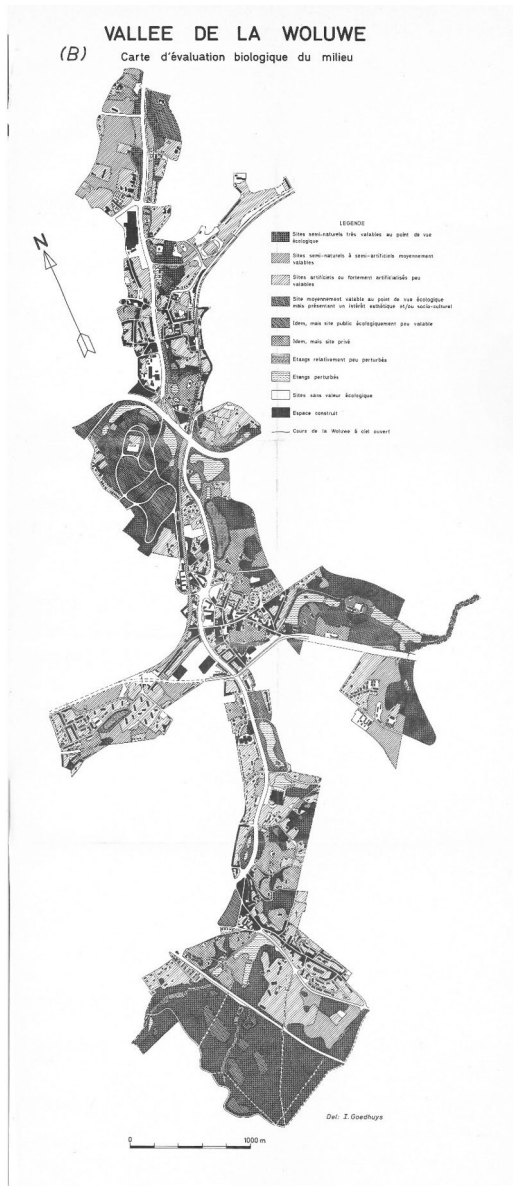 VALLEE DE LA WOLUWE
(B) Carte d'évaluation biologique du milieu
N
LEGENDE
Sites semi-naturels très valables au point de vue
écologique
Sites semi-naturels à semi-artificiels moyennement
valables
Sites artificiels ou fortement artificialisés peu
valables
Site moyennement valable au point de vue écologique
mais présentant un intérêt esthétique et/ou socio-culturel
Idem, mais site public écologiquement peu valable
Idem, mais site privé
Etangs relativement peu perturbés
Etangs perturbés
Sites sans valeur écologique
Espace construit
Cours de la Woluwe à ciel ouvert
Del: I. Goedhuys
0 1000 m